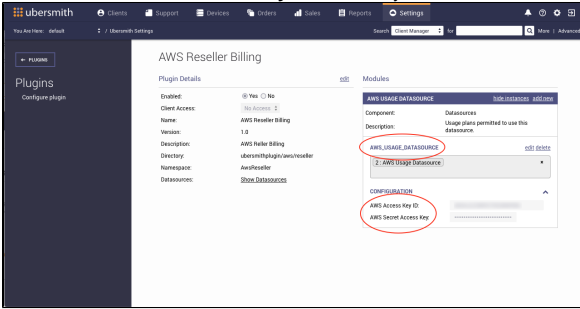 ubersmith Clients Support Devices Orders Sales Reports Settings
You Are Here: default / Ubersmith Settings Search Client Manager for More | Advanced
← PLUGINS
Plugins
Configure plugin
AWS Reseller Billing
Plugin Details edit
Enabled: Yes No
Client Access: No Access
Name: AWS Reseller Billing
Version: 1.0
Description: AWS Reller Billing
Directory: ubersmithplugin/aws/reseller
Namespace: AwsReseller
Datasources: Show Datasources
Modules
AWS USAGE DATASOURCE hide instances add new
Component: Datasources
Description: Usage plans permitted to use this
datasource.
AWS_USAGE_DATASOURCE edit delete
2 : AWS Usage Datasource
CONFIGURATION
AWS Access Key ID:
AWS Secret Access Key: